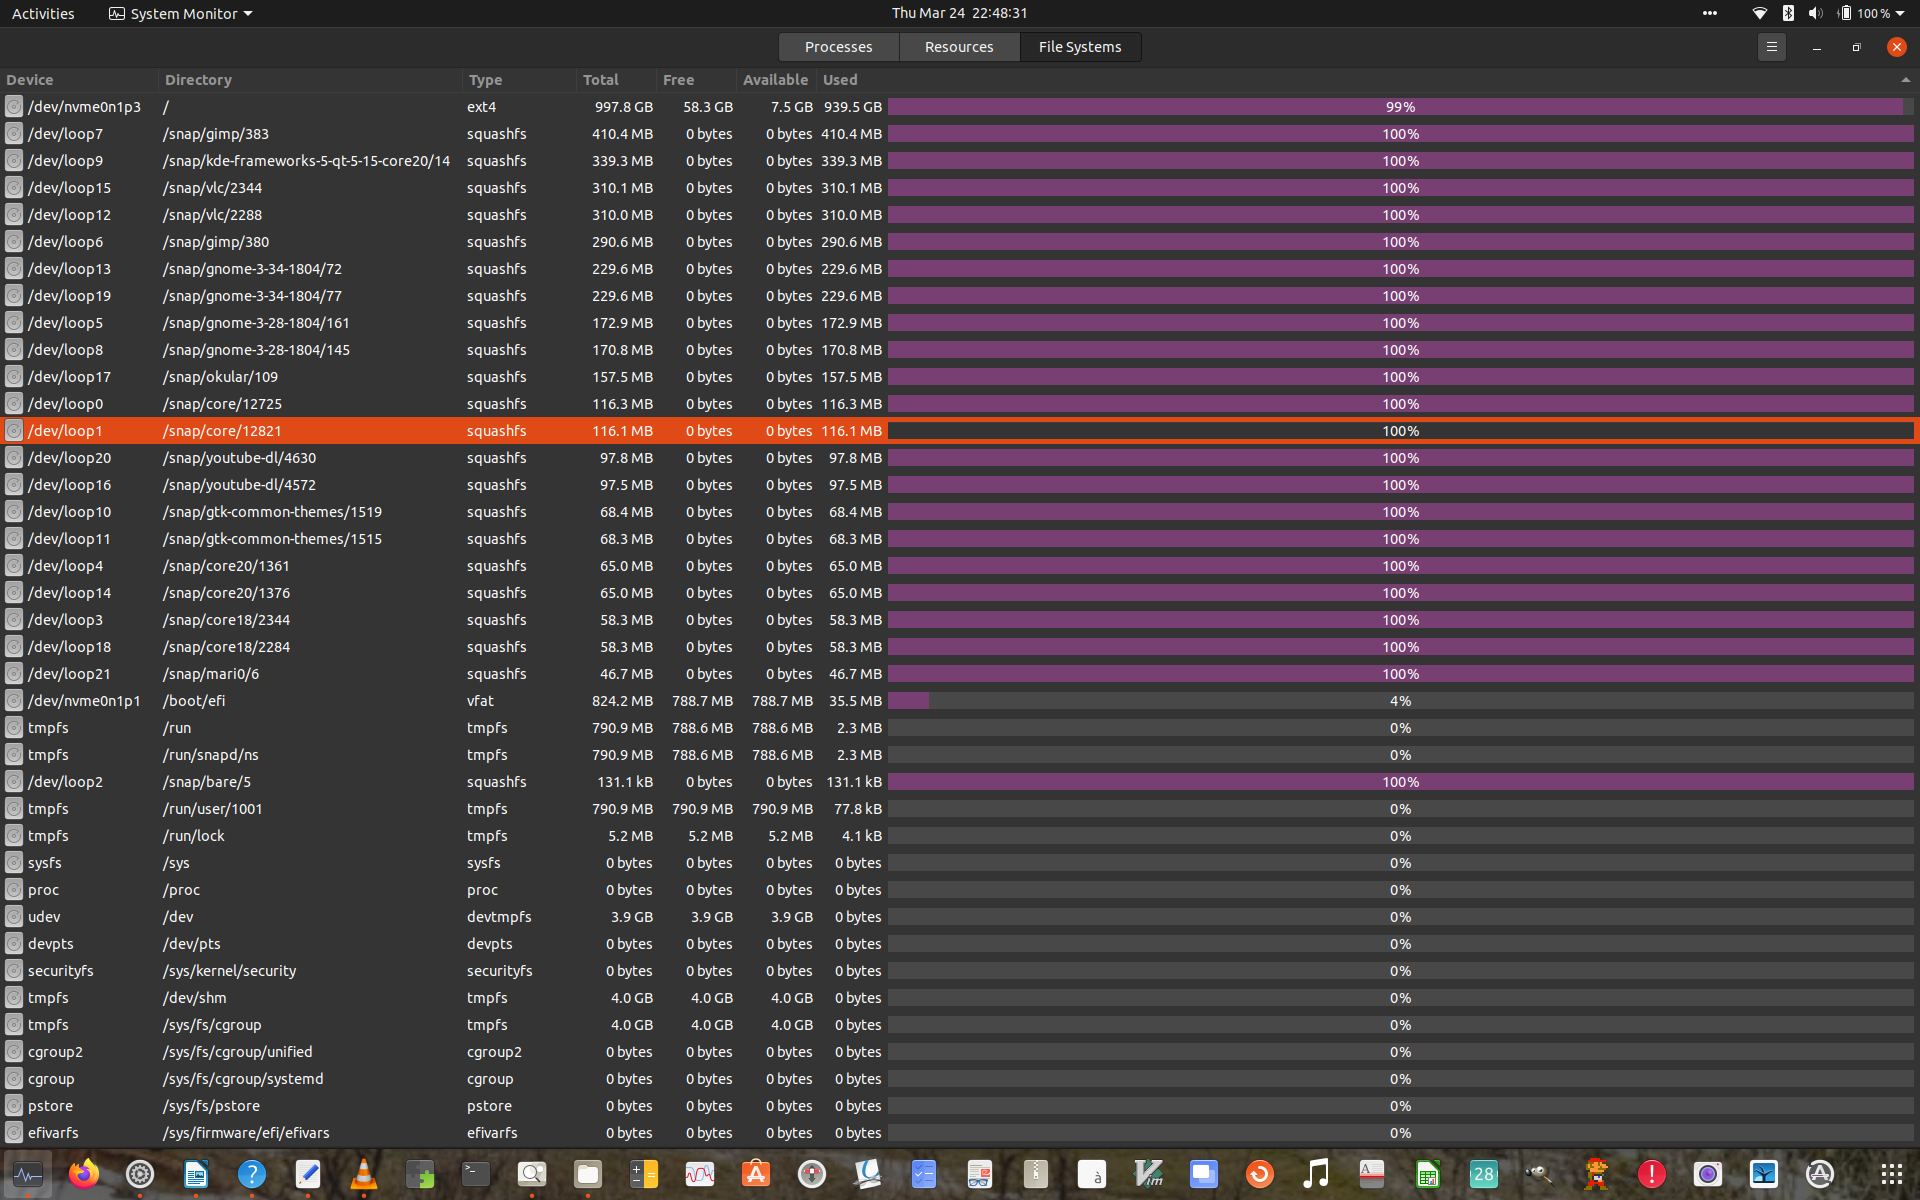 Activities System Monitor Thu Mar 24 22:48:31 100 %
Processes Resources File Systems
Device Directory Type Total Free Available Used
/dev/nvme0n1p3 / ext4 997.8 GB 58.3 GB 7.5 GB 939.5 GB 99%
/dev/loop7 /snap/gimp/383 squashfs 410.4 MB 0 bytes 0 bytes 410.4 MB 100%
/dev/loop9 /snap/kde-frameworks-5-qt-5-15-core20/14 squashfs 339.3 MB 0 bytes 0 bytes 339.3 MB 100%
/dev/loop15 /snap/vlc/2344 squashfs 310.1 MB 0 bytes 0 bytes 310.1 MB 100%
/dev/loop12 /snap/vlc/2288 squashfs 310.0 MB 0 bytes 0 bytes 310.0 MB 100%
/dev/loop6 /snap/gimp/380 squashfs 290.6 MB 0 bytes 0 bytes 290.6 MB 100%
/dev/loop13 /snap/gnome-3-34-1804/72 squashfs 229.6 MB 0 bytes 0 bytes 229.6 MB 100%
/dev/loop19 /snap/gnome-3-34-1804/77 squashfs 229.6 MB 0 bytes 0 bytes 229.6 MB 100%
/dev/loop5 /snap/gnome-3-28-1804/161 squashfs 172.9 MB 0 bytes 0 bytes 172.9 MB 100%
/dev/loop8 /snap/gnome-3-28-1804/145 squashfs 170.8 MB 0 bytes 0 bytes 170.8 MB 100%
/dev/loop17 /snap/okular/109 squashfs 157.5 MB 0 bytes 0 bytes 157.5 MB 100%
/dev/loop0 /snap/core/12725 squashfs 116.3 MB 0 bytes 0 bytes 116.3 MB 100%
/dev/loop1 /snap/core/12821 squashfs 116.1 MB 0 bytes 0 bytes 116.1 MB 100%
/dev/loop20 /snap/youtube-dl/4630 squashfs 97.8 MB 0 bytes 0 bytes 97.8 MB 100%
/dev/loop16 /snap/youtube-dl/4572 squashfs 97.5 MB 0 bytes 0 bytes 97.5 MB 100%
/dev/loop10 /snap/gtk-common-themes/1519 squashfs 68.4 MB 0 bytes 0 bytes 68.4 MB 100%
/dev/loop11 /snap/gtk-common-themes/1515 squashfs 68.3 MB 0 bytes 0 bytes 68.3 MB 100%
/dev/loop4 /snap/core20/1361 squashfs 65.0 MB 0 bytes 0 bytes 65.0 MB 100%
/dev/loop14 /snap/core20/1376 squashfs 65.0 MB 0 bytes 0 bytes 65.0 MB 100%
/dev/loop3 /snap/core18/2344 squashfs 58.3 MB 0 bytes 0 bytes 58.3 MB 100%
/dev/loop18 /snap/core18/2284 squashfs 58.3 MB 0 bytes 0 bytes 58.3 MB 100%
/dev/loop21 /snap/mari0/6 squashfs 46.7 MB 0 bytes 0 bytes 46.7 MB 100%
/dev/nvme0n1p1 /boot/efi vfat 824.2 MB 788.7 MB 788.7 MB 35.5 MB 4%
tmpfs /run tmpfs 790.9 MB 788.6 MB 788.6 MB 2.3 MB 0%
tmpfs /run/snapd/ns tmpfs 790.9 MB 788.6 MB 788.6 MB 2.3 MB 0%
/dev/loop2 /snap/bare/5 squashfs 131.1 kB 0 bytes 0 bytes 131.1 kB 100%
tmpfs /run/user/1001 tmpfs 790.9 MB 790.9 MB 790.9 MB 77.8 kB 0%
tmpfs /run/lock tmpfs 5.2 MB 5.2 MB 5.2 MB 4.1 kB 0%
sysfs /sys sysfs 0 bytes 0 bytes 0 bytes 0 bytes 0%
proc /proc proc 0 bytes 0 bytes 0 bytes 0 bytes 0%
udev /dev devtmpfs 3.9 GB 3.9 GB 3.9 GB 0 bytes 0%
devpts /dev/pts devpts 0 bytes 0 bytes 0 bytes 0 bytes 0%
securityfs /sys/kernel/security securityfs 0 bytes 0 bytes 0 bytes 0 bytes 0%
tmpfs /dev/shm tmpfs 4.0 GB 4.0 GB 4.0 GB 0 bytes 0%
tmpfs /sys/fs/cgroup tmpfs 4.0 GB 4.0 GB 4.0 GB 0 bytes 0%
cgroup2 /sys/fs/cgroup/unified cgroup2 0 bytes 0 bytes 0 bytes 0 bytes 0%
cgroup /sys/fs/cgroup/systemd cgroup 0 bytes 0 bytes 0 bytes 0 bytes 0%
pstore /sys/fs/pstore pstore 0 bytes 0 bytes 0 bytes 0 bytes 0%
efivarfs /sys/firmware/efi/efivars efivarfs 0 bytes 0 bytes 0 bytes 0 bytes 0%
? à Vim A 28 !